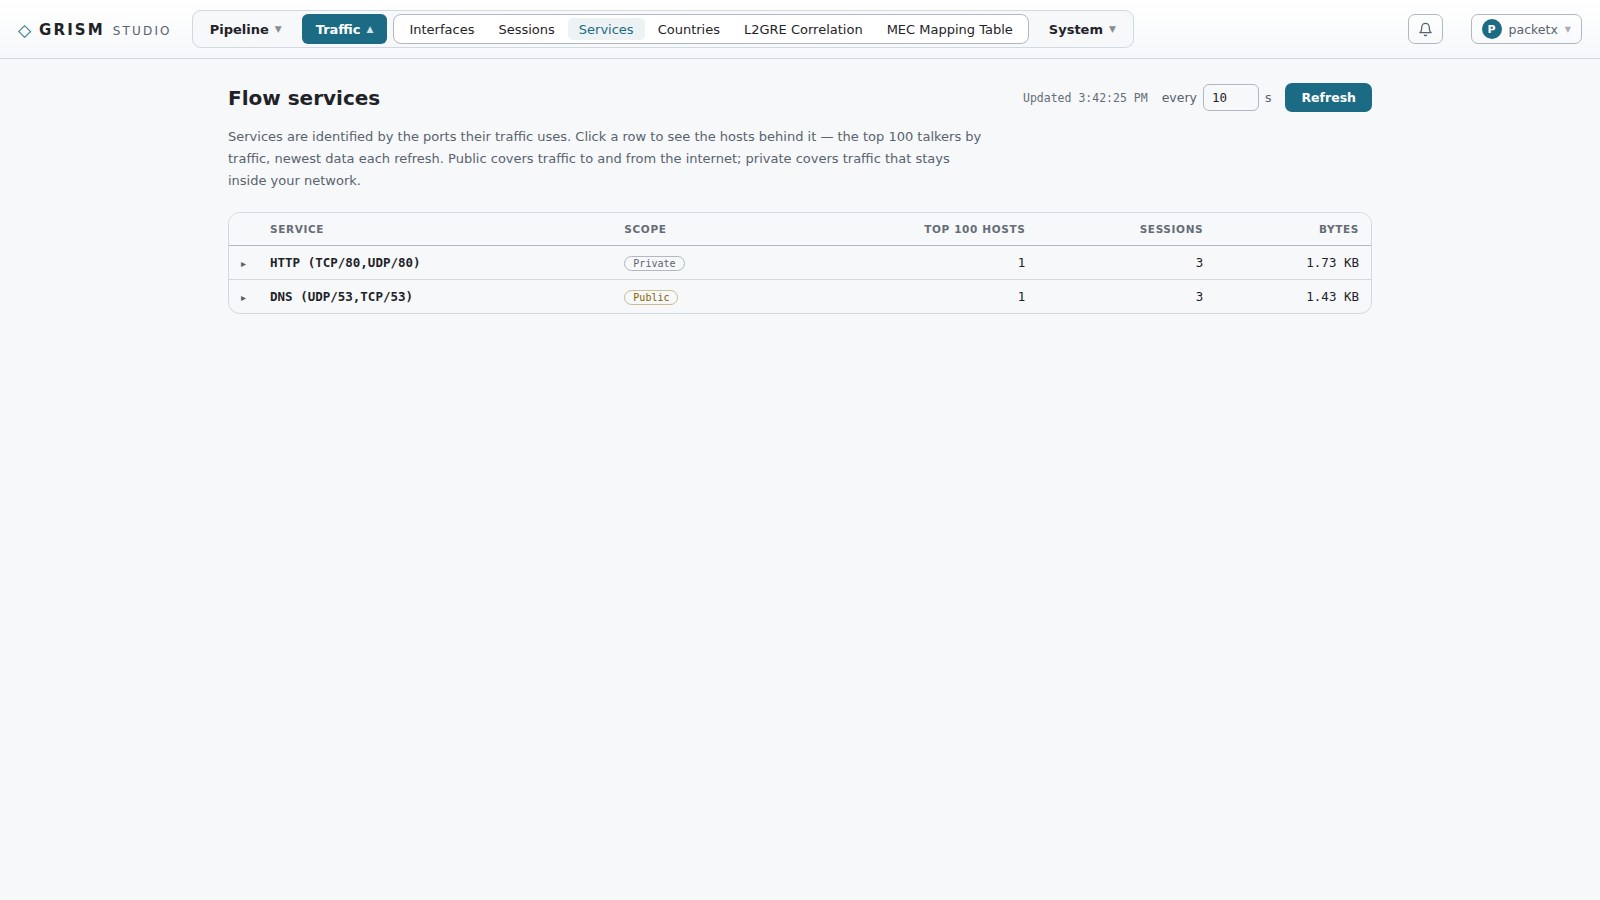 ◇ GRISM STUDIO Pipeline ▼ Traffic ▲ Interfaces Sessions Services Countries L2GRE Correlation MEC Mapping Table System ▼ P packetx ▼
Flow services Updated 3:42:25 PM every 10 s Refresh
Services are identified by the ports their traffic uses. Click a row to see the hosts behind it — the top 100 talkers by
traffic, newest data each refresh. Public covers traffic to and from the internet; private covers traffic that stays
inside your network.
SERVICE SCOPE TOP 100 HOSTS SESSIONS BYTES
▸ HTTP (TCP/80,UDP/80) Private 1 3 1.73 KB
▸ DNS (UDP/53,TCP/53) Public 1 3 1.43 KB